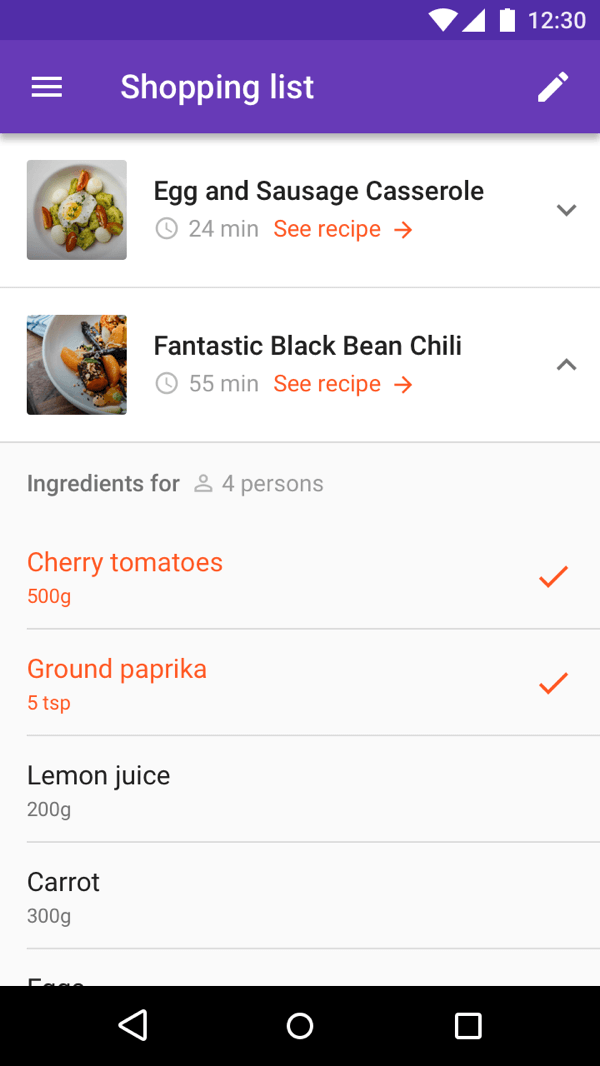 12:30
Shopping list
Egg and Sausage Casserole
24 min See recipe →
Fantastic Black Bean Chili
55 min See recipe →
Ingredients for 4 persons
Cherry tomatoes
500g
Ground paprika
5 tsp
Lemon juice
200g
Carrot
300g
Eggs